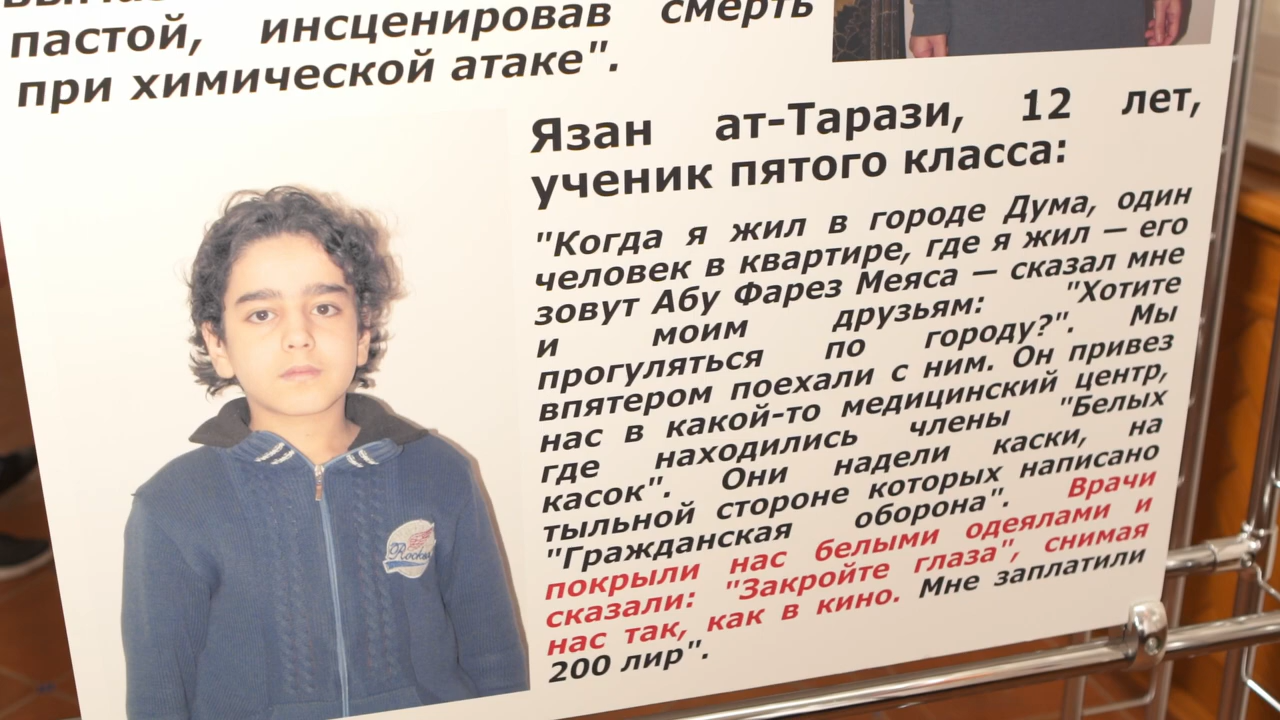 пастой, инсценировав смерть
при химической атаке".
Язан ат-Тарази, 12 лет,
ученик пятого класса:
"Когда я жил в городе Дума, один
человек в квартире, где я жил — его
зовут Абу Фарез Меяса — сказал мне
и моим друзьям: "Хотите
прогуляться по городу?". Мы
впятером поехали с ним. Он привез
нас в какой-то медицинский центр,
где находились члены "Белых
касок". Они надели каски, на
тыльной стороне которых написано
"Гражданская оборона". Врачи
покрыли нас белыми одеялами и
сказали: "Закройте глаза", снимая
нас так, как в кино. Мне заплатили
200 лир".